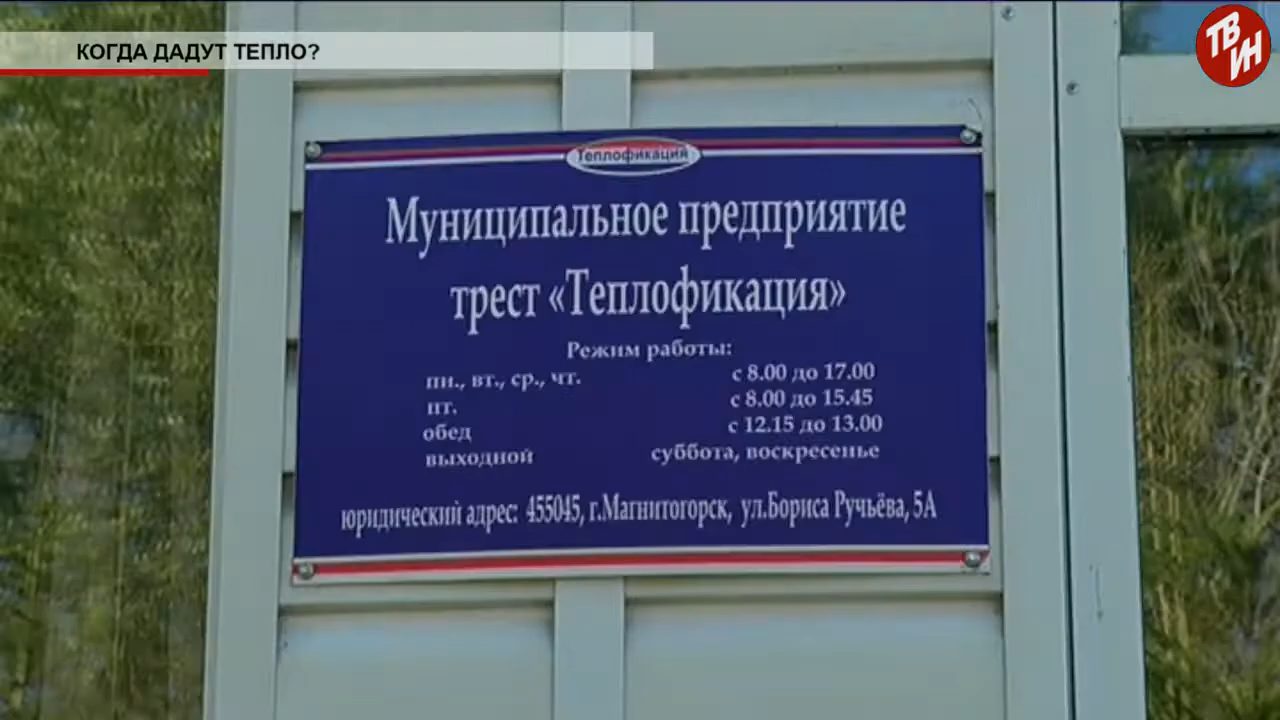 КОГДА ДАДУТ ТЕПЛО?
ТВ
ИН
Теплофикация
Муниципальное предприятие
трест «Теплофикация»
Режим работы:
пн., вт., ср., чт. с 8.00 до 17.00
пт. с 8.00 до 15.45
обед с 12.15 до 13.00
выходной суббота, воскресенье
юридический адрес: 455045, г.Магнитогорск, ул.Бориса Ручьёва, 5А